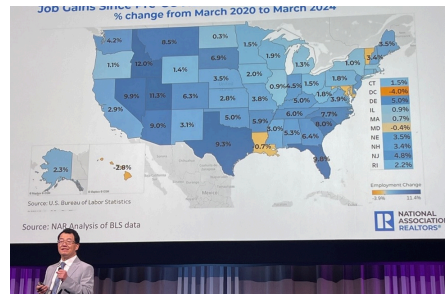 % change from March 2020 to March 2024
4.2%
8.5%
0.3%
1.5%
3.5%
3.4%
1.1%
12.0%
6.9%
1.9%
1.3%
1.0%
1.4%
3.5%
2.0%
0.9%
4.5%
1.5%
1.8%
9.9%
11.3%
6.3%
2.8%
3.8%
5.0%
1.8%
3.9%
2.9%
6.0%
7.7%
9.0%
3.1%
5.0%
5.9%
8.0%
3.0%
5.3%
6.4%
9.3%
0.7%
9.8%
2.3%
-2.8%
CT 1.5%
DC -4.0%
DE 5.0%
IL 0.9%
MA 0.7%
MD -0.4%
NE 3.5%
NH 3.4%
NJ 4.8%
RI 2.2%
Employment Change
-3.9% 11.4%
Source: U.S. Bureau of Labor Statistics
Source: NAR Analysis of BLS data
R
NATIONAL
ASSOCIATION
REALTORS®